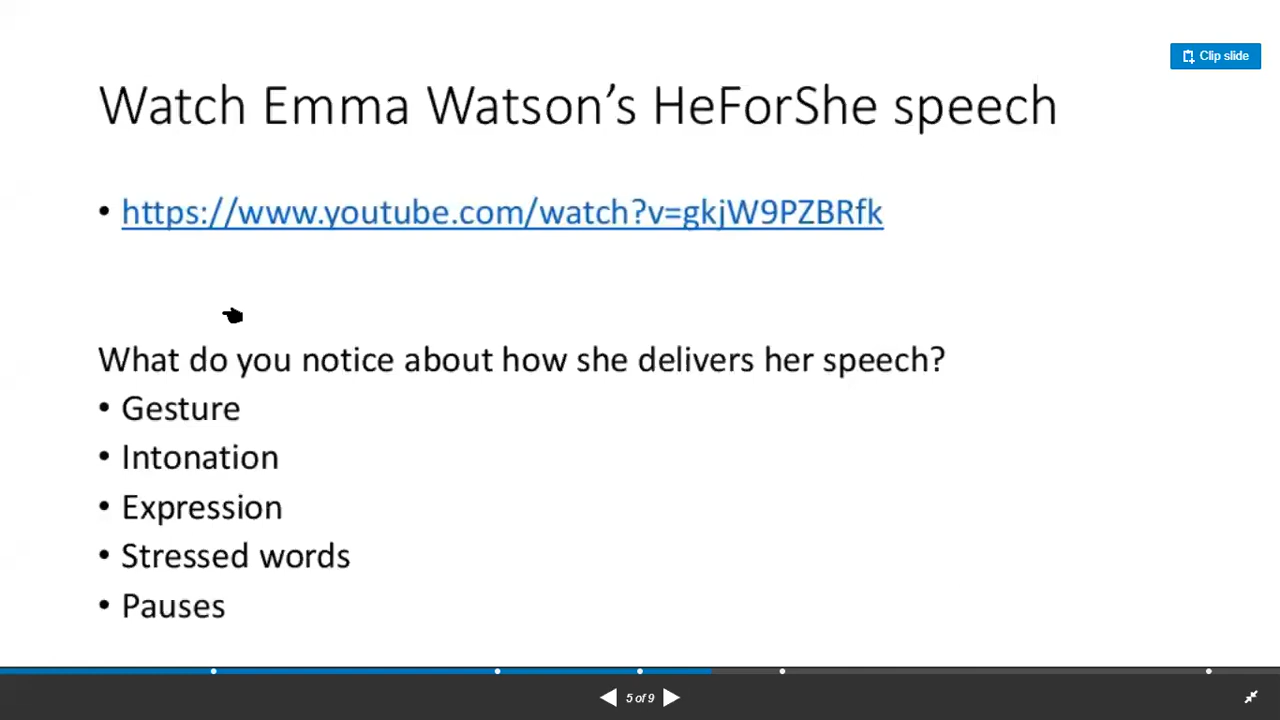 Clip slide
Watch Emma Watson's HeForShe speech
• https://www.youtube.com/watch?v=gkjW9PZBRfk
What do you notice about how she delivers her speech?
• Gesture
• Intonation
• Expression
• Stressed words
• Pauses
5 of 9